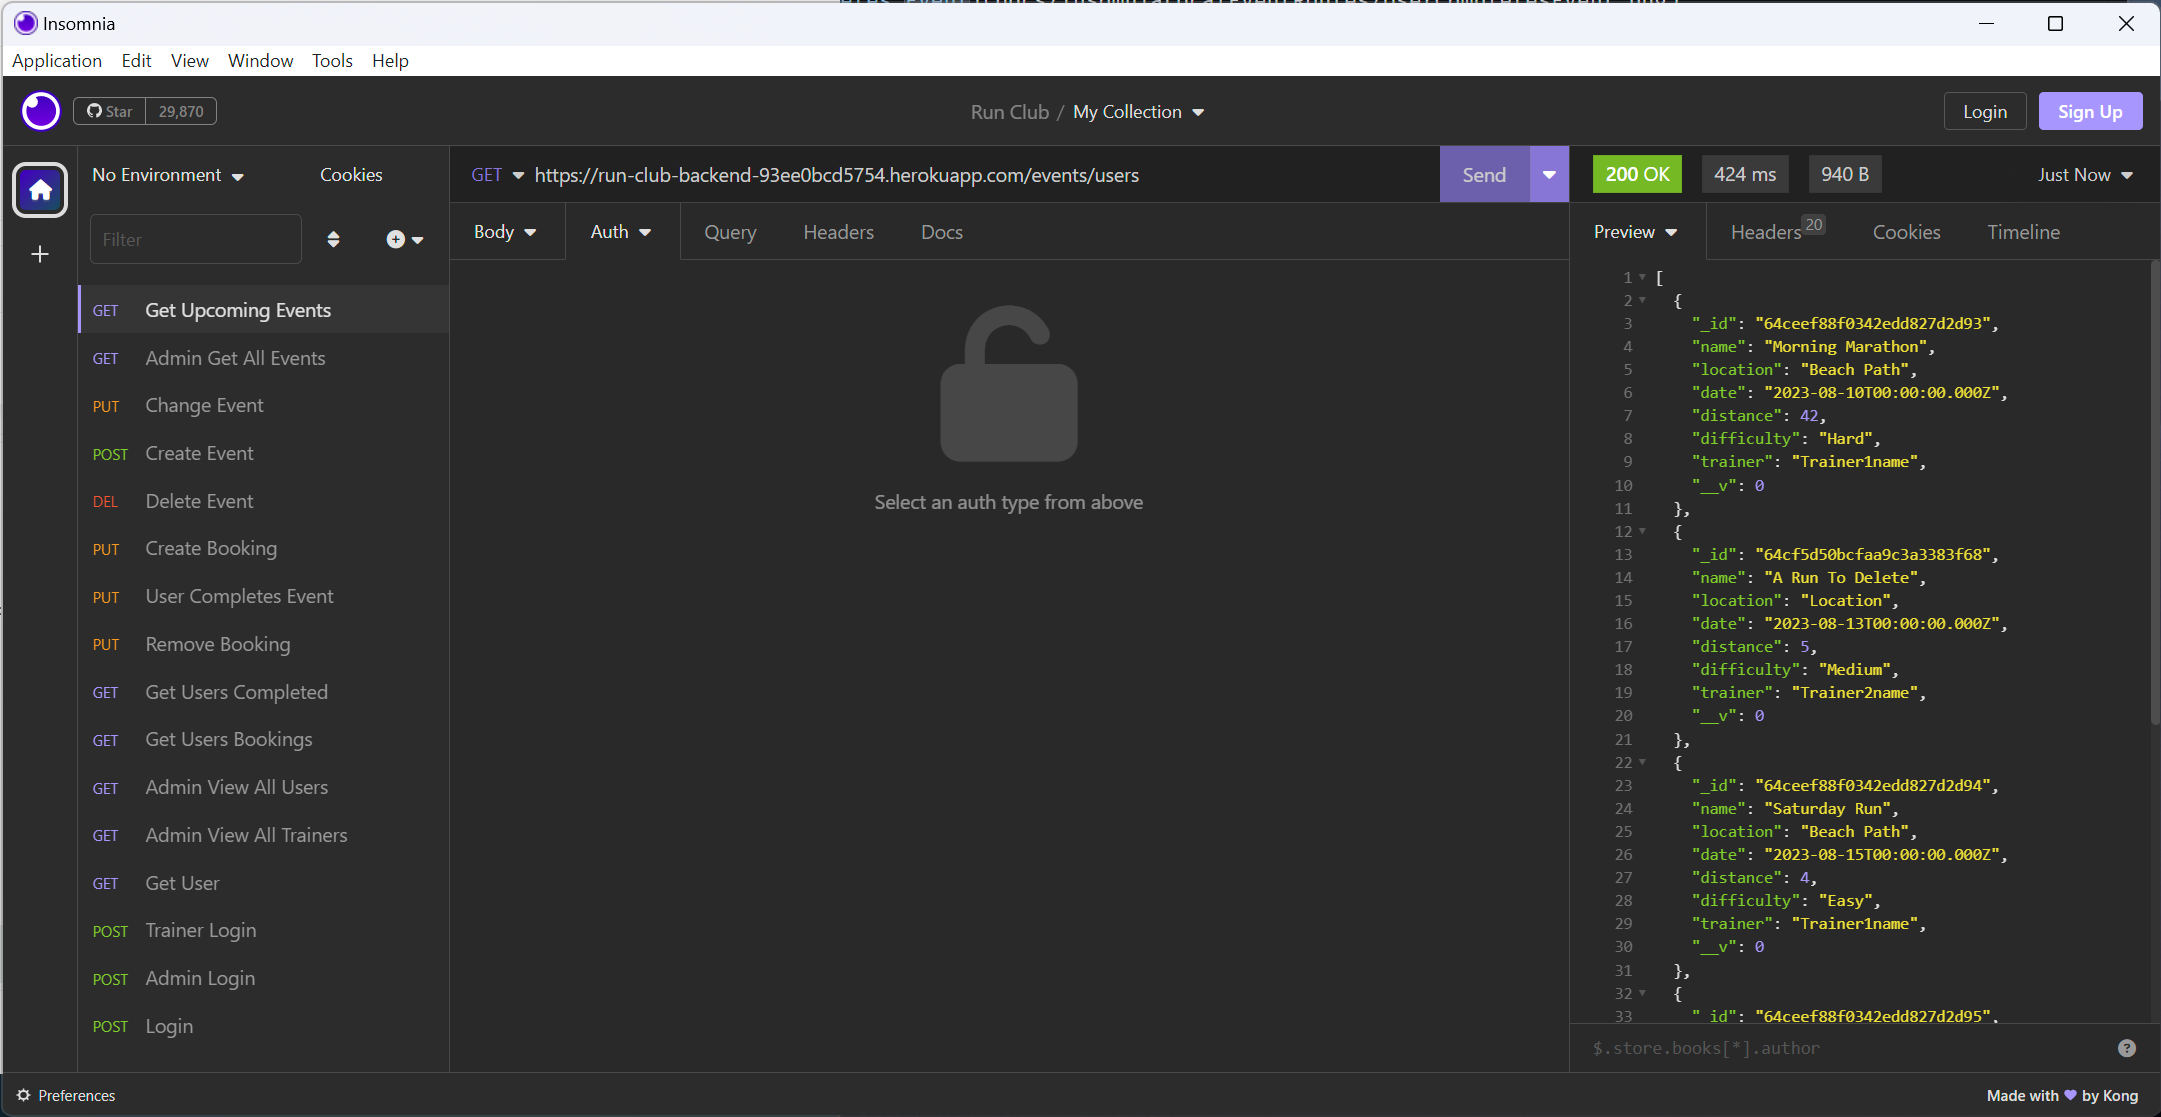 Insomnia
Application Edit View Window Tools Help
Star 29,870
Run Club / My Collection
Login Sign Up
No Environment Cookies
Filter
GET Get Upcoming Events
GET Admin Get All Events
PUT Change Event
POST Create Event
DEL Delete Event
PUT Create Booking
PUT User Completes Event
PUT Remove Booking
GET Get Users Completed
GET Get Users Bookings
GET Admin View All Users
GET Admin View All Trainers
GET Get User
POST Trainer Login
POST Admin Login
POST Login
GET https://run-club-backend-93ee0bcd5754.herokuapp.com/events/users Send
Body Auth Query Headers Docs
Select an auth type from above
200 OK 424 ms 940 B Just Now
Preview Headers 20 Cookies Timeline
1 [
2 {
3 "_id": "64ceef88f0342edd827d2d93",
4 "name": "Morning Marathon",
5 "location": "Beach Path",
6 "date": "2023-08-10T00:00:00.000Z",
7 "distance": 42,
8 "difficulty": "Hard",
9 "trainer": "Trainer1name",
10 "__v": 0
11 },
12 {
13 "_id": "64cf5d50bcfaa9c3a3383f68",
14 "name": "A Run To Delete",
15 "location": "Location",
16 "date": "2023-08-13T00:00:00.000Z",
17 "distance": 5,
18 "difficulty": "Medium",
19 "trainer": "Trainer2name",
20 "__v": 0
21 },
22 {
23 "_id": "64ceef88f0342edd827d2d94",
24 "name": "Saturday Run",
25 "location": "Beach Path",
26 "date": "2023-08-15T00:00:00.000Z",
27 "distance": 4,
28 "difficulty": "Easy",
29 "trainer": "Trainer1name",
30 "__v": 0
31 },
32 {
33 "_id": "64ceef88f0342edd827d2d95",
$.store.books[*].author
Preferences
Made with by Kong